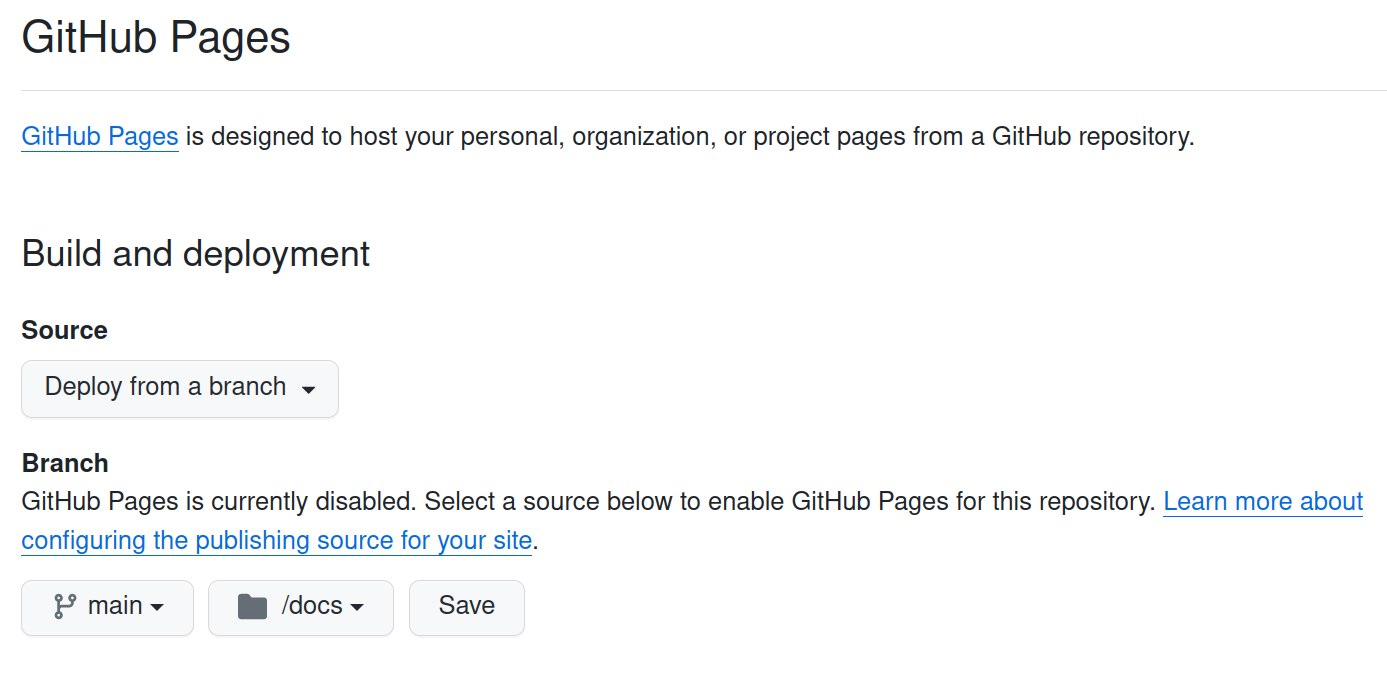 GitHub Pages
GitHub Pages is designed to host your personal, organization, or project pages from a GitHub repository.
Build and deployment
Source
Deploy from a branch
Branch
GitHub Pages is currently disabled. Select a source below to enable GitHub Pages for this repository. Learn more about
configuring the publishing source for your site.
main /docs Save